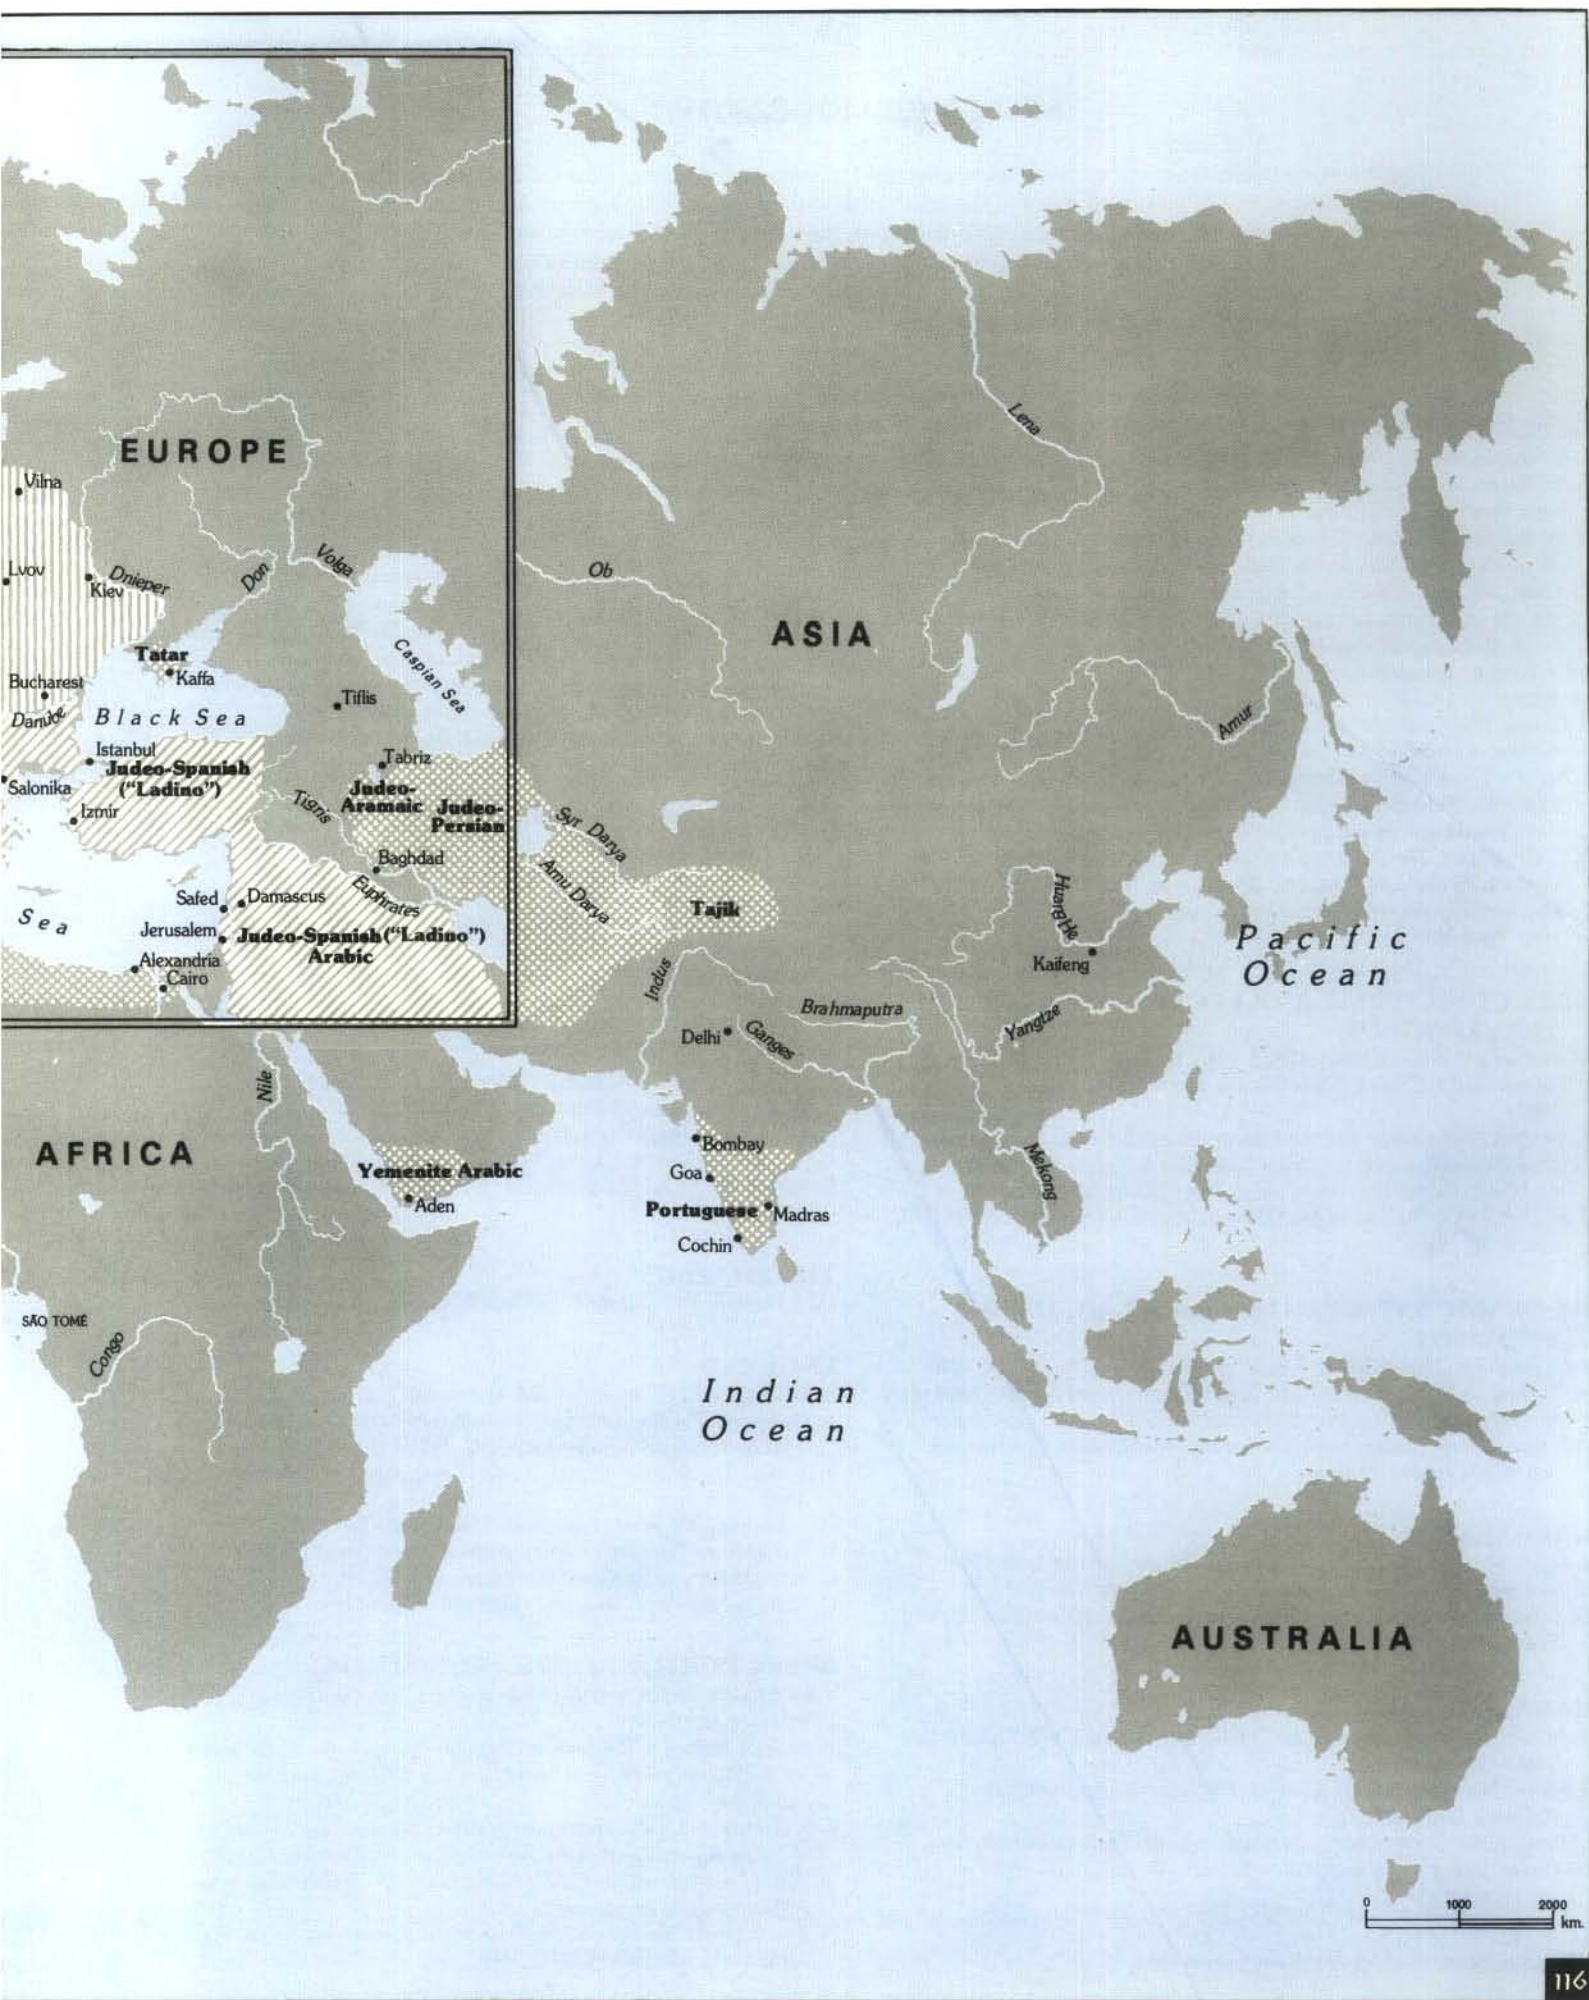 EUROPE
Vilna
Lvov
Kiev
Dnieper
Don
Volga
Tatar
Kaffa
Caspian Sea
Bucharest
Danube
Black Sea
Tiflis
Istanbul
Judeo-Spanish
("Ladino")
Tabriz
Salonika
Izmir
Tigris
Judeo-
Aramaic
Judeo-
Persian
Baghdad
Euphrates
Safed
Damascus
Sea
Jerusalem
Judeo-Spanish ("Ladino")
Arabic
Alexandria
Cairo
Lena
Ob
ASIA
Amur
Syr Darya
Amu Darya
Tajik
Huang He
Kaifeng
Pacific
Ocean
Indus
Brahmaputra
Yangtze
Delhi
Ganges
Mekong
Nile
AFRICA
Yemenite Arabic
Aden
Bombay
Goa
Portuguese
Madras
Cochin
SÃO TOMÉ
Congo
Indian
Ocean
AUSTRALIA
0 1000 2000
km.
116